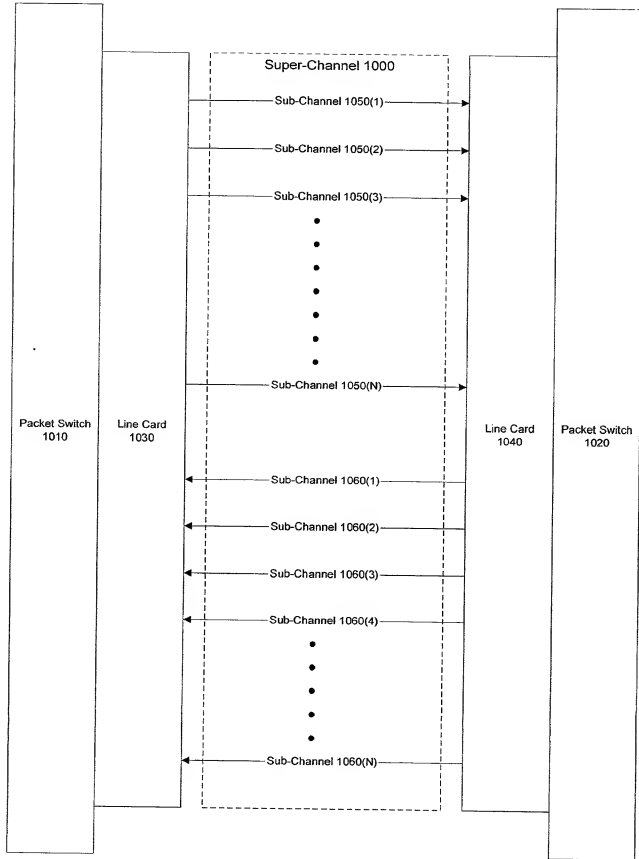 Super-Channel 1000
Sub-Channel 1050(1)
Sub-Channel 1050(2)
Sub-Channel 1050(3)
Sub-Channel 1050(N)
Packet Switch
1010
Line Card
1030
Line Card
1040
Packet Switch
1020
Sub-Channel 1060(1)
Sub-Channel 1060(2)
Sub-Channel 1060(3)
Sub-Channel 1060(4)
Sub-Channel 1060(N)